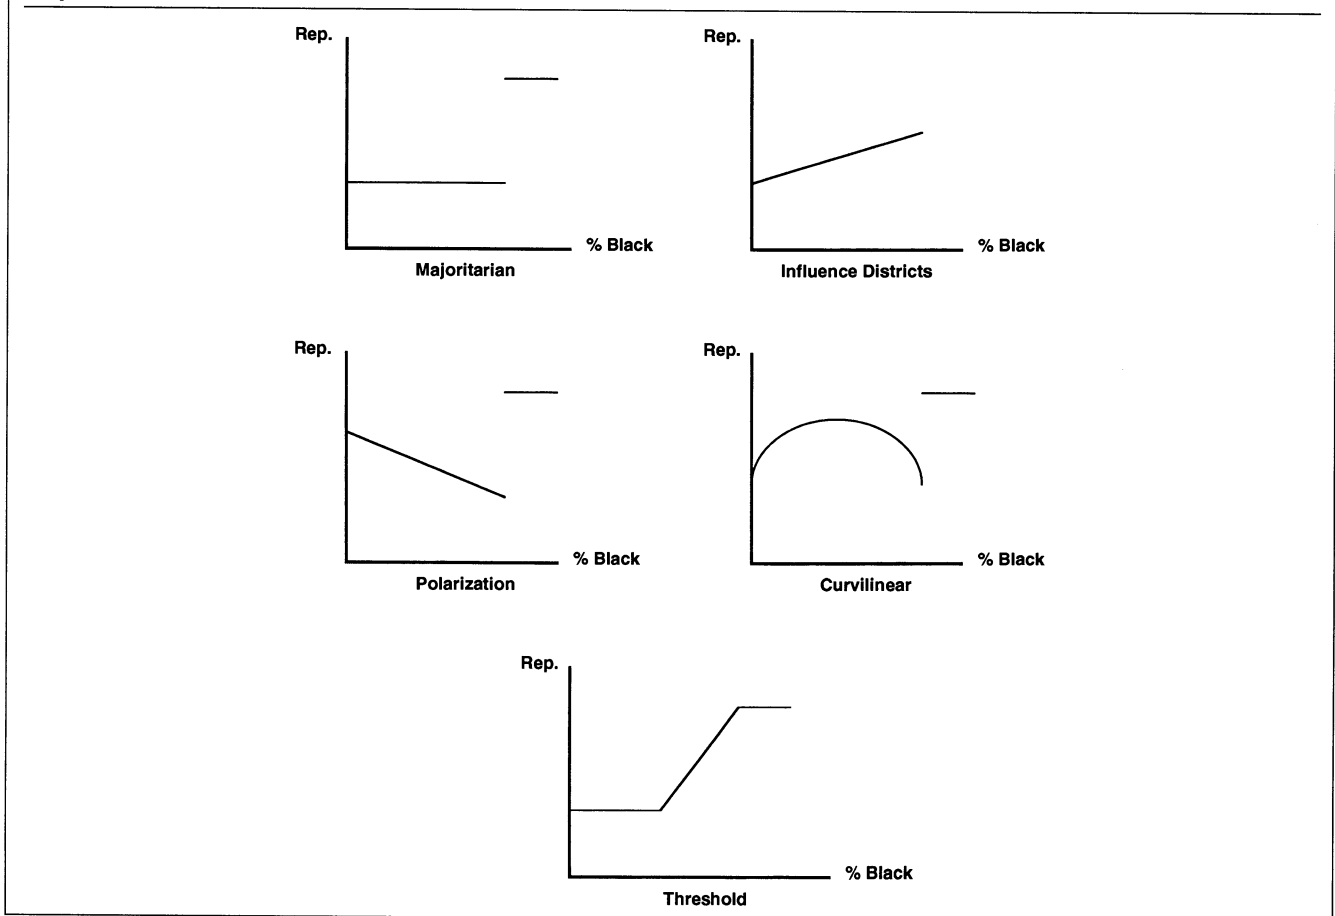 Rep.
% Black
Majoritarian
Rep.
% Black
Influence Districts
Rep.
% Black
Polarization
Rep.
% Black
Curvilinear
Rep.
% Black
Threshold